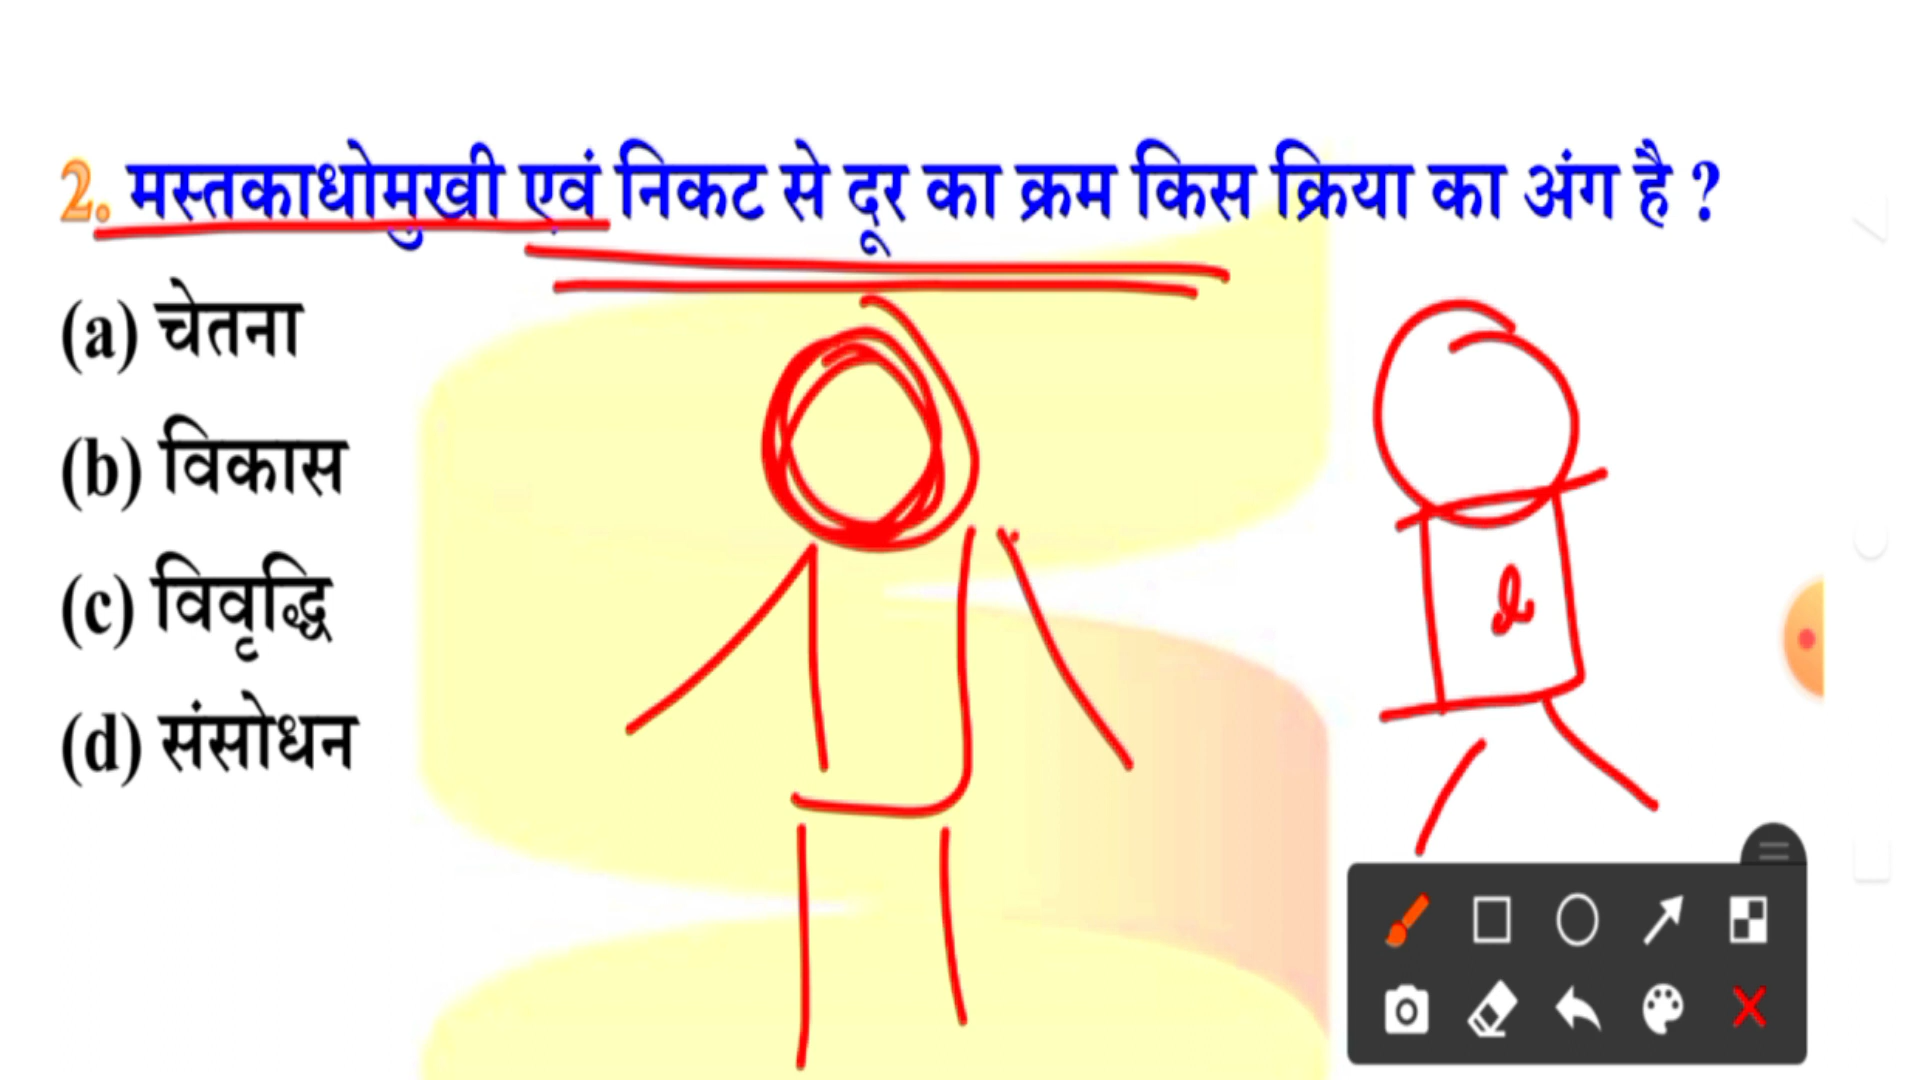 2. मस्तकाधोमुखी एवं निकट से दूर का क्रम किस क्रिया का अंग है ?
(a) चेतना
(b) विकास
(c) विवृद्धि
(d) संसोधन